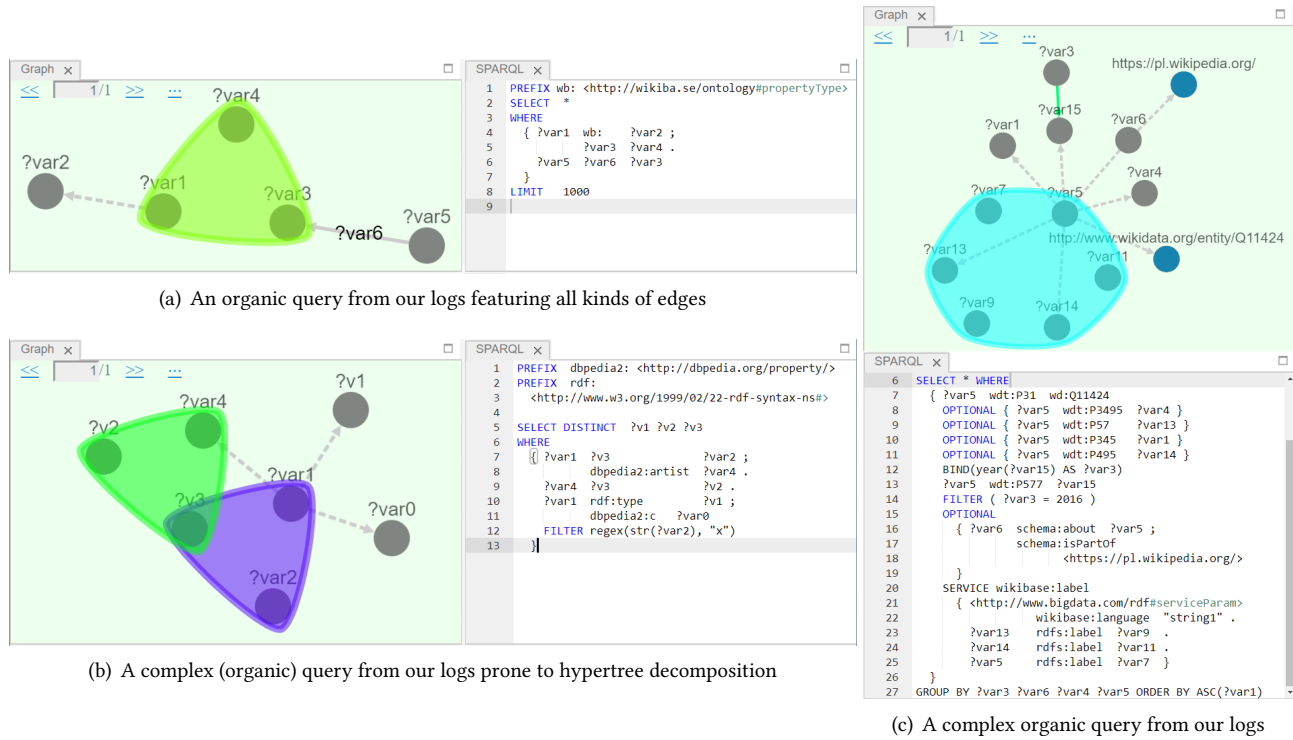 Graph x
<< 1/1 >> ...
?var4
?var2
?var1
?var3
?var5
?var6
SPARQL x
1 PREFIX wb: <http://wikiba.se/ontology#propertyType>
2 SELECT *
3 WHERE
4 { ?var1 wb: ?var2 ;
5 ?var3 ?var4 .
6 ?var5 ?var6 ?var3
7 }
8 LIMIT 1000
9
(a) An organic query from our logs featuring all kinds of edges
Graph x
<< 1/1 >> ...
?v1
?v2
?var4
?var1
?v3
?var0
?var2
SPARQL x
1 PREFIX dbpedia2: <http://dbpedia.org/property/>
2 PREFIX rdf:
3 <http://www.w3.org/1999/02/22-rdf-syntax-ns#>
4
5 SELECT DISTINCT ?v1 ?v2 ?v3
6 WHERE
7 { ?var1 ?v3 ?var2 ;
8 dbpedia2:artist ?var4 .
9 ?var4 ?v3 ?v2 .
10 ?var1 rdf:type ?v1 ;
11 dbpedia2:c ?var0
12 FILTER regex(str(?var2), "x")
13 }
(b) A complex (organic) query from our logs prone to hypertree decomposition
Graph x
<< 1/1 >> ...
?var3
https://pl.wikipedia.org/
?var15
?var1
?var6
?var4
?var7
?var5
http://www.wikidata.org/entity/Q11424
?var13
?var11
?var9
?var14
SPARQL x
6 SELECT * WHERE
7 { ?var5 wdt:P31 wd:Q11424
8 OPTIONAL { ?var5 wdt:P3495 ?var4 }
9 OPTIONAL { ?var5 wdt:P57 ?var13 }
10 OPTIONAL { ?var5 wdt:P345 ?var1 }
11 OPTIONAL { ?var5 wdt:P495 ?var14 }
12 BIND(year(?var15) AS ?var3)
13 ?var5 wdt:P577 ?var15
14 FILTER ( ?var3 = 2016 )
15 OPTIONAL
16 { ?var6 schema:about ?var5 ;
17 schema:isPartOf
18 <https://pl.wikipedia.org/>
19 }
20 SERVICE wikibase:label
21 { <http://www.bigdata.com/rdf#serviceParam>
22 wikibase:language "string1" .
23 ?var13 rdfs:label ?var9 .
24 ?var14 rdfs:label ?var11 .
25 ?var5 rdfs:label ?var7 }
26 }
27 GROUP BY ?var3 ?var6 ?var4 ?var5 ORDER BY ASC(?var1)
(c) A complex organic query from our logs